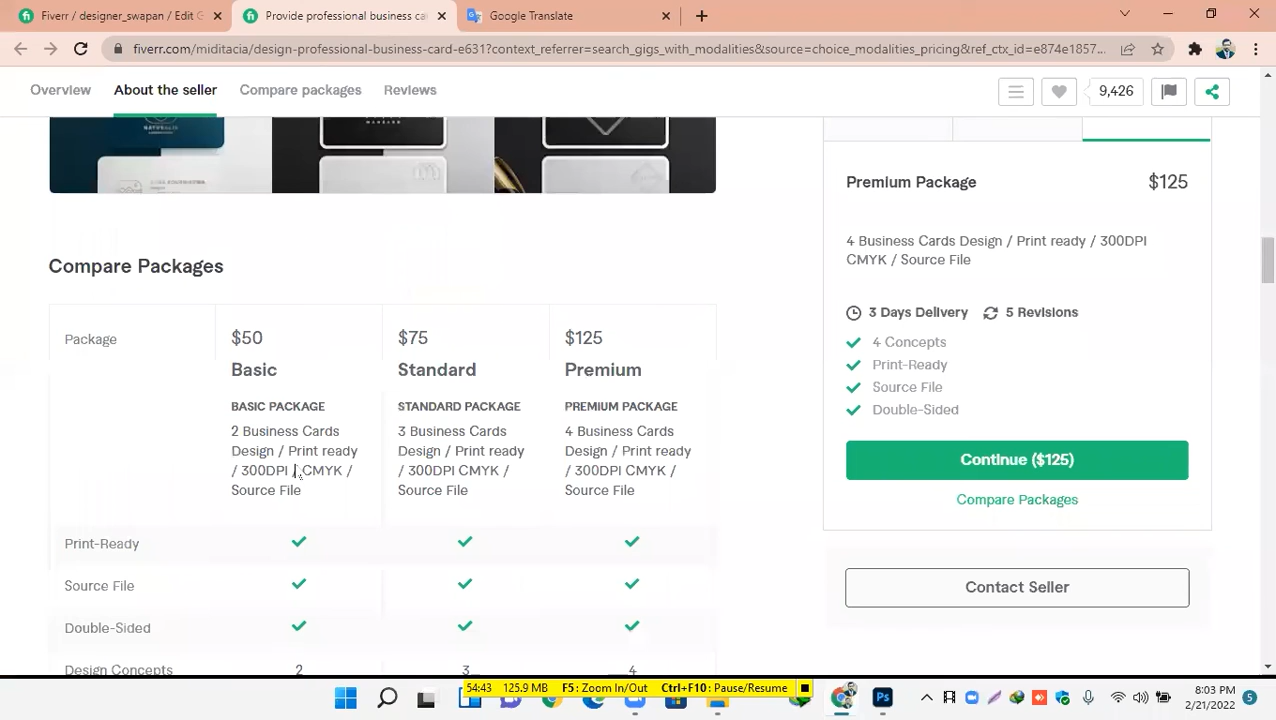 Fiverr / designer_swapan / Edit G
Provide professional business ca
Google Translate
fiverr.com/miditacia/design-professional-business-card-e631?context_referrer=search_gigs_with_modalities&source=choice_modalities_pricing&ref_ctx_id=e874e1857...
Overview
About the seller
Compare packages
Reviews
9,426
Premium Package
$125
4 Business Cards Design / Print ready / 300DPI
CMYK / Source File
3 Days Delivery
5 Revisions
4 Concepts
Print-Ready
Source File
Double-Sided
Continue ($125)
Compare Packages
Contact Seller
Compare Packages
Package
$50
$75
$125
Basic
Standard
Premium
BASIC PACKAGE
STANDARD PACKAGE
PREMIUM PACKAGE
2 Business Cards
Design / Print ready
/ 300DPI CMYK /
Source File
3 Business Cards
Design / Print ready
/ 300DPI CMYK /
Source File
4 Business Cards
Design / Print ready
/ 300DPI CMYK /
Source File
Print-Ready
Source File
Double-Sided
Design Concepts
2
3
4
54:43 125.9 MB F5: Zoom In/Out Ctrl+F10: Pause/Resume
Ps
8:03 PM
2/21/2022
5